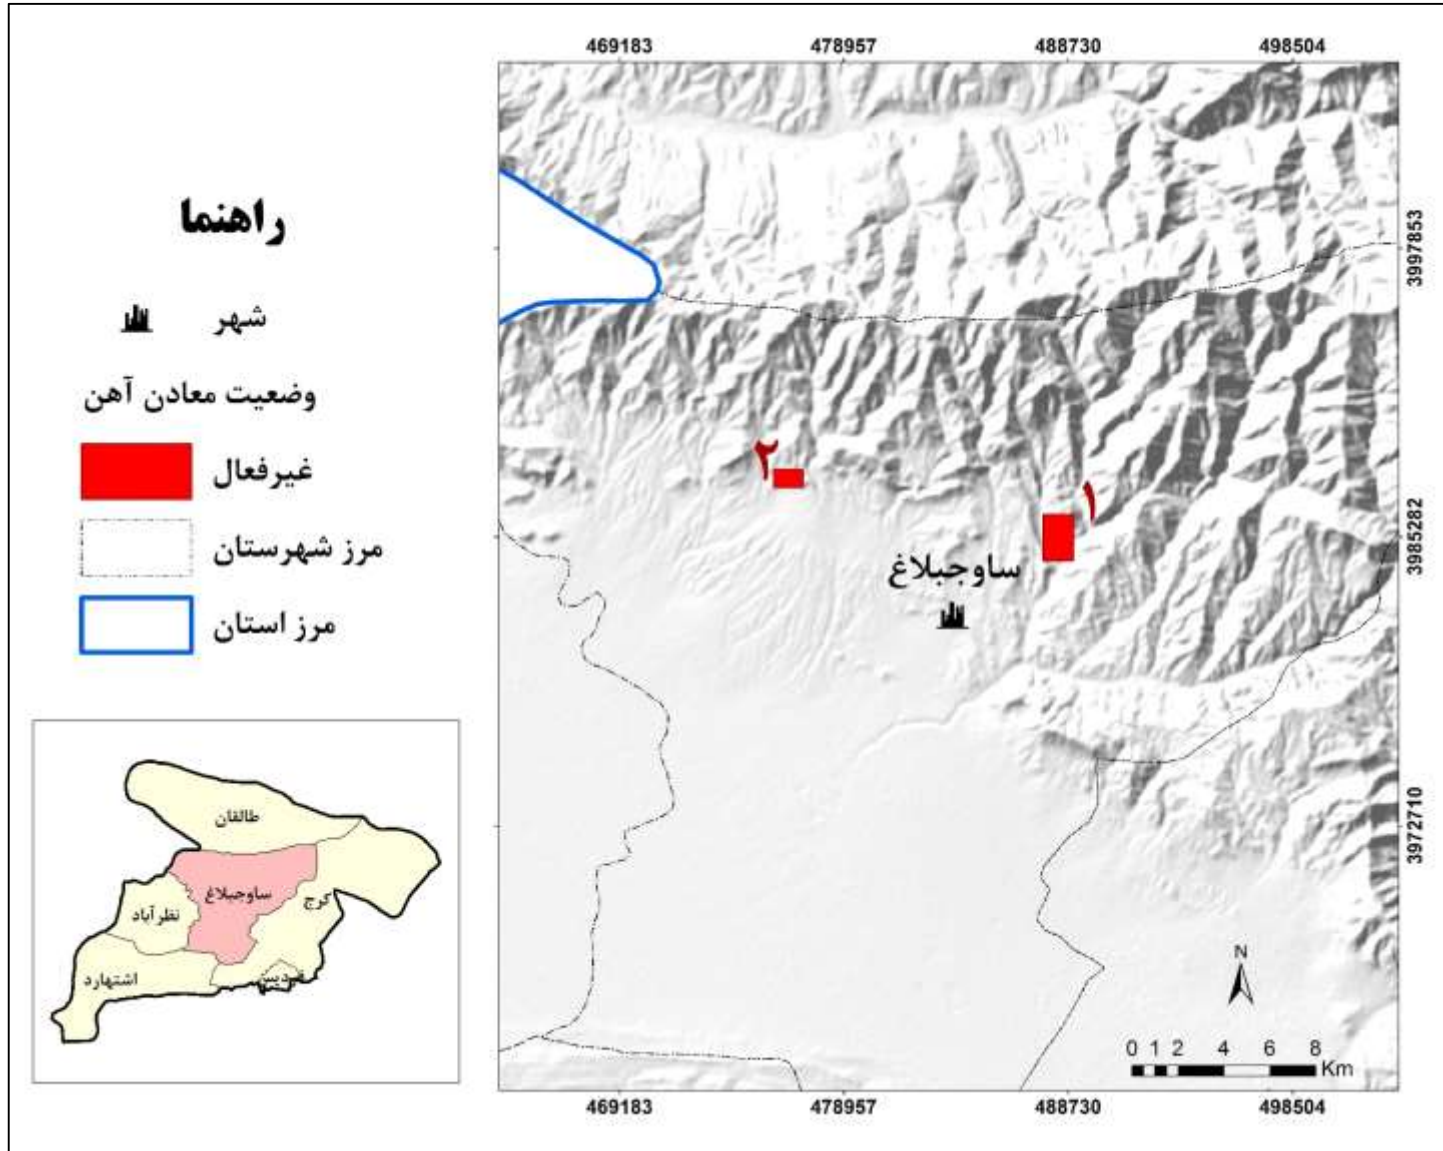 راهنما
شهر
وضعیت معادن آهن
غیرفعال
مرز شهرستان
مرز استان
469183 478957 488730 498504
3997853
3985282
3972710
۲
۱
ساوجبلاغ
N
0 1 2 4 6 8
Km
469183 478957 488730 498504
طالقان
ساوجبلاغ
کرج
نظرآباد
اشتهارد
فردیس